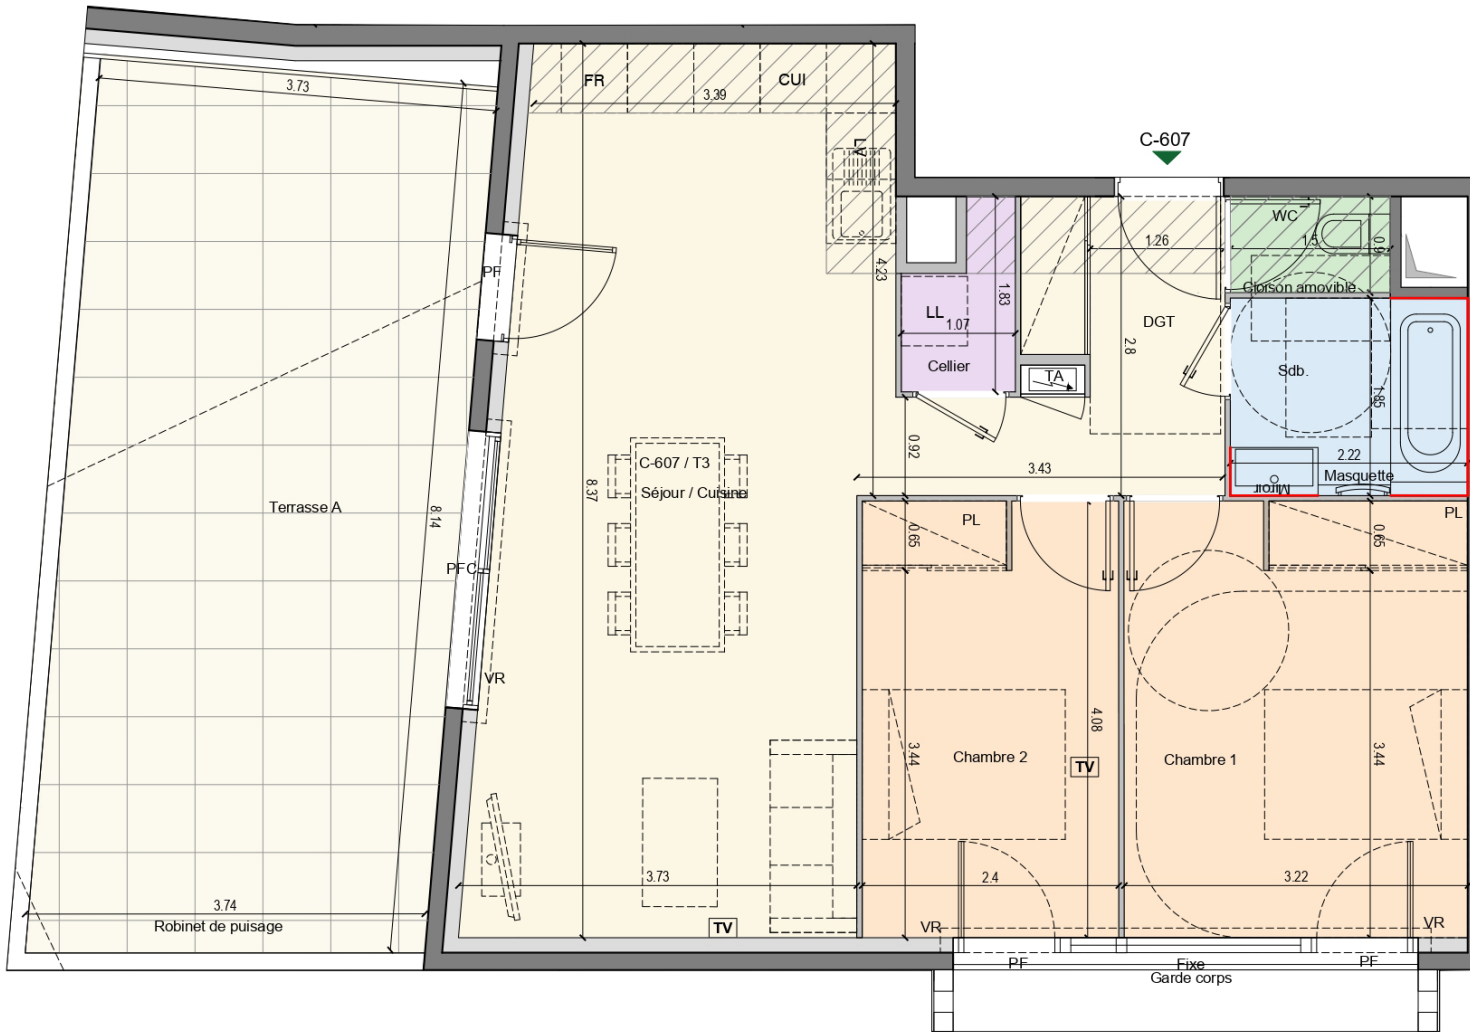 C-607
3.73
FR
CUI
3.39
LV
WC
1.5
0.9
1.26
Cloison amovible
PF
4.23
1.83
LL
1.07
Cellier
DGT
2.8
TA
Sdb.
1.85
2.22
Masquette
Miroir
0.92
3.43
C-607 / T3
Séjour / Cuisine
8.37
Terrasse A
8.14
PFC
VR
PL
0.65
PL
0.65
4.08
3.44
Chambre 2
TV
Chambre 1
3.44
3.73
2.4
3.22
3.74
Robinet de puisage
TV
VR
VR
PF
Fixe
PF
Garde corps